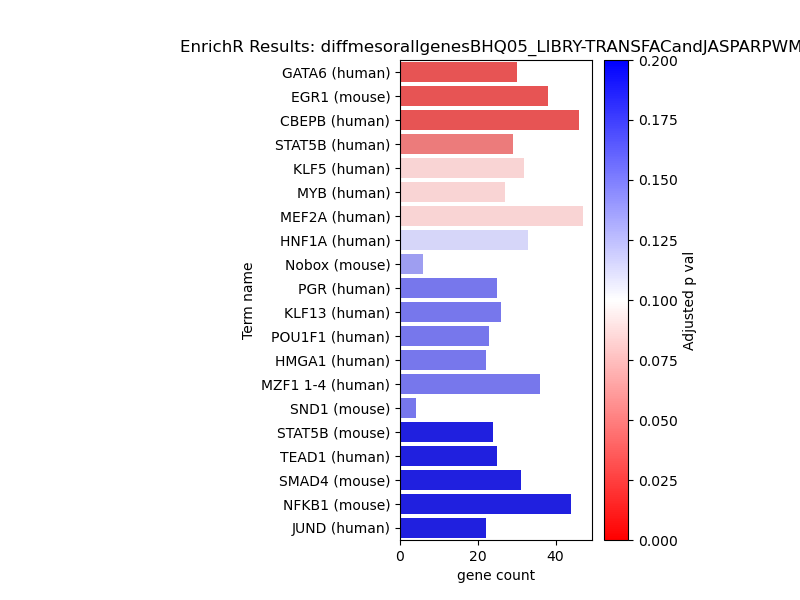 EnrichR Results: diffmesorallgenesBHQ05_LIBRY-TRANSFACandJASPARPWM
GATA6 (human)
EGR1 (mouse)
CBEPB (human)
STAT5B (human)
KLF5 (human)
MYB (human)
MEF2A (human)
HNF1A (human)
Nobox (mouse)
PGR (human)
KLF13 (human)
POU1F1 (human)
HMGA1 (human)
MZF1 1-4 (human)
SND1 (mouse)
STAT5B (mouse)
TEAD1 (human)
SMAD4 (mouse)
NFKB1 (mouse)
JUND (human)
Term name
0 20 40
gene count
0.200
0.175
0.150
0.125
0.100
0.075
0.050
0.025
0.000
Adjusted p val